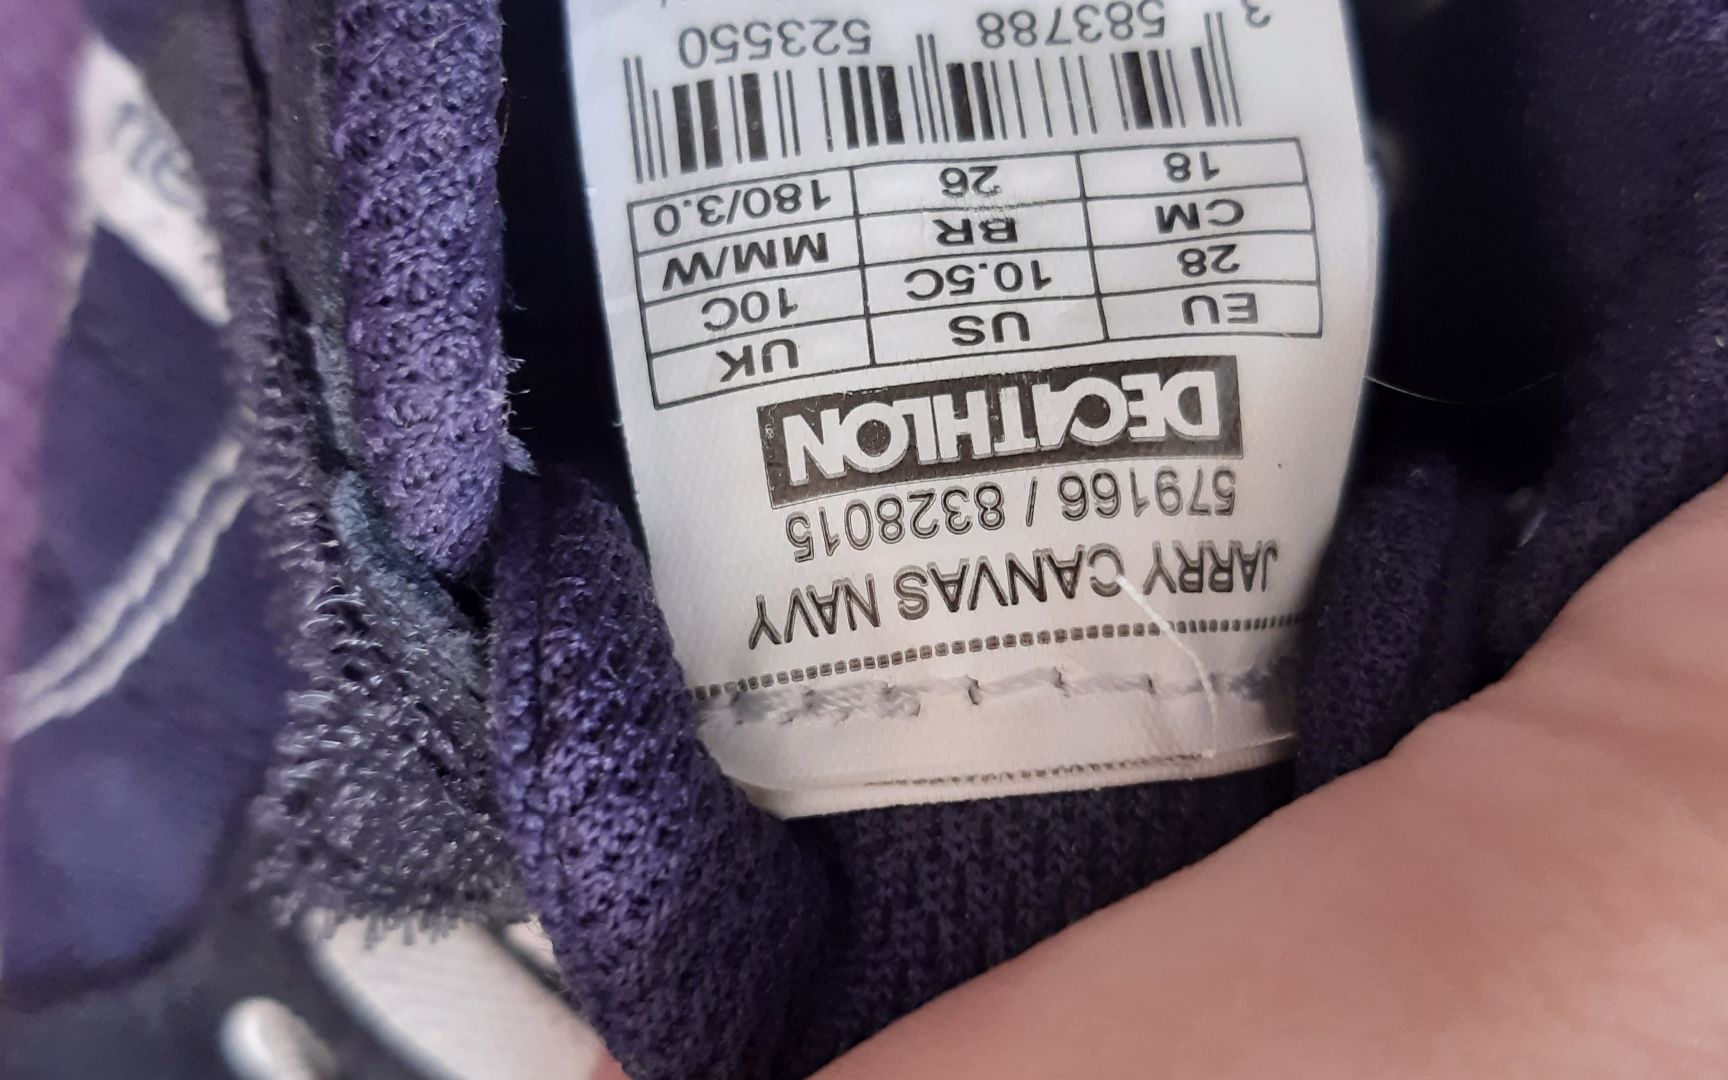 JARRY CANVAS NAVY
579166 / 8328015
DECATHLON
EU US UK
28 10.5C 10C
CM BR MM/W
18 26 180/3.0
3 583788 523550